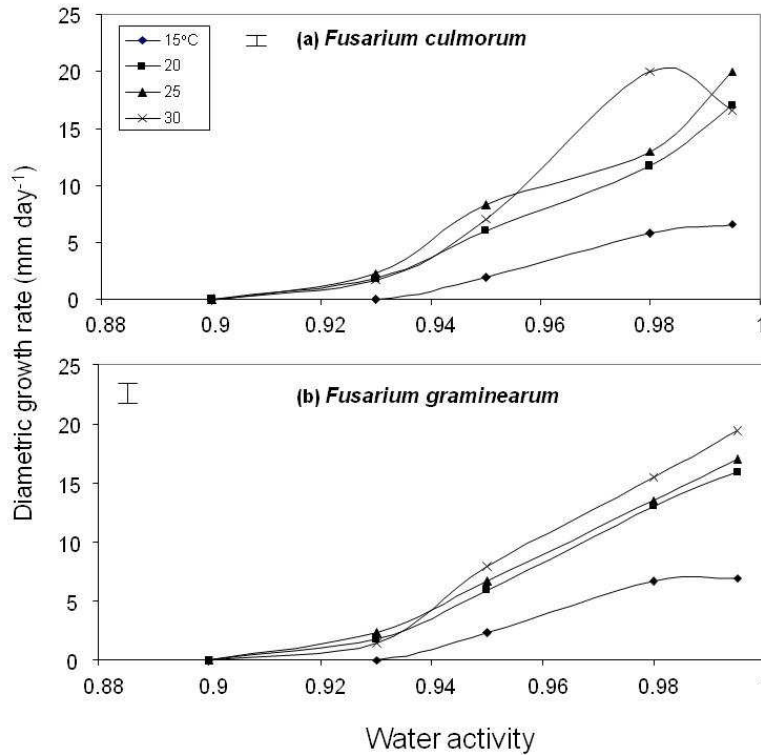 (a) Fusarium culmorum
15°C
20
25
30
25
20
15
10
5
0
0.88 0.9 0.92 0.94 0.96 0.98 1
(b) Fusarium graminearum
25
20
15
10
5
0
0.88 0.9 0.92 0.94 0.96 0.98
Diametric growth rate (mm day-1)
Water activity